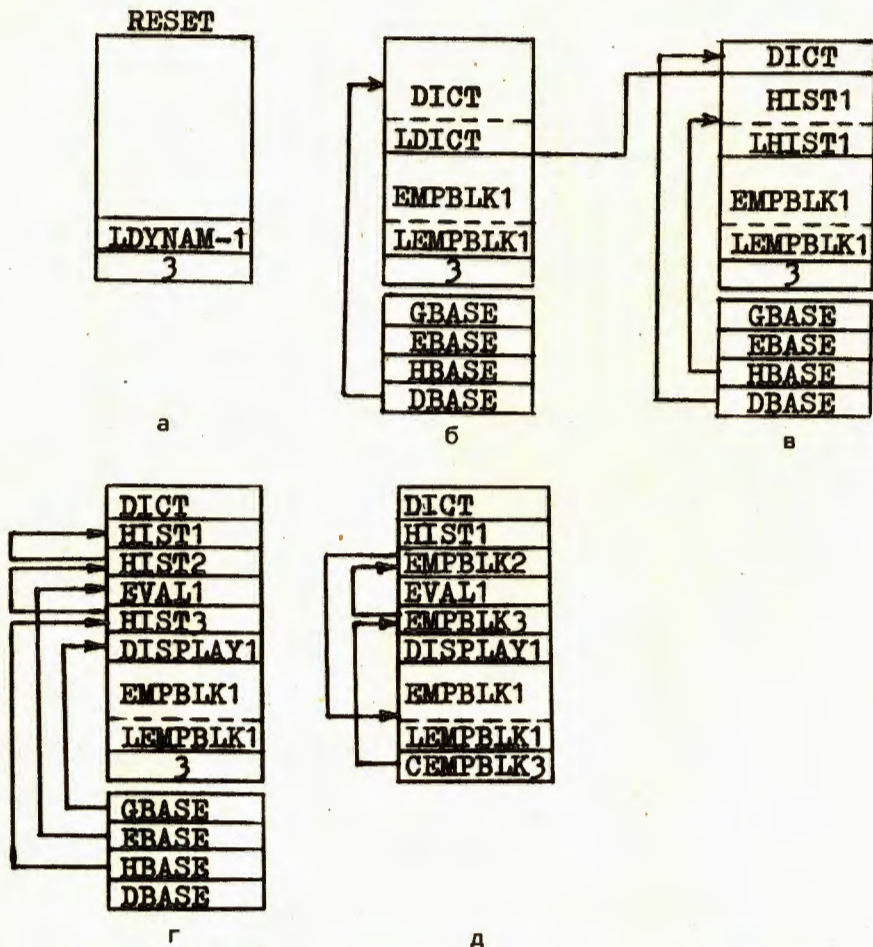 RESET
LDYNAM-1
3
а
DICT
LDICT
EMPBLK1
LEMPBLK1
3
GBASE
EBASE
HBASE
DBASE
б
DICT
HIST1
LHIST1
EMPBLK1
LEMPBLK1
3
GBASE
EBASE
HBASE
DBASE
в
DICT
HIST1
HIST2
EVAL1
HIST3
DISPLAY1
EMPBLK1
LEMPBLK1
3
GBASE
EBASE
HBASE
DBASE
г
DICT
HIST1
EMPBLK2
EVAL1
EMPBLK3
DISPLAY1
EMPBLK1
LEMPBLK1
CEMPBLK3
д